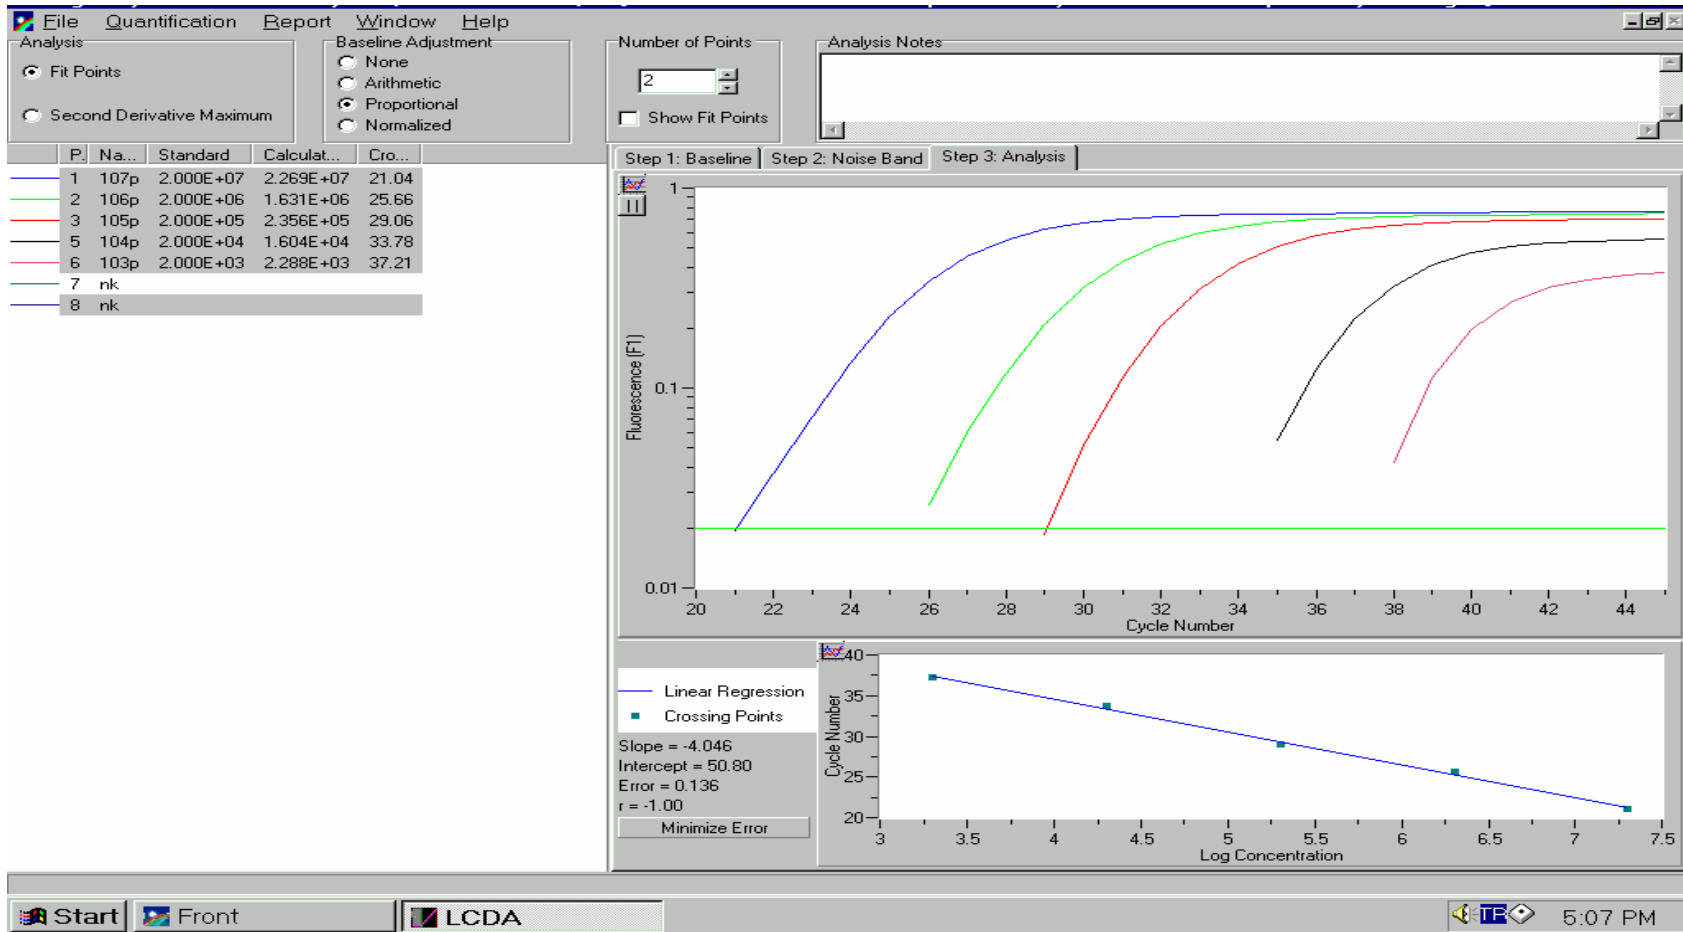 File Quantification Report Window Help
Analysis
Fit Points
Second Derivative Maximum
Baseline Adjustment
None
Arithmetic
Proportional
Normalized
Number of Points
2
Show Fit Points
Analysis Notes
P. Na... Standard Calculat... Cro...
1 107p 2.000E+07 2.269E+07 21.04
2 106p 2.000E+06 1.631E+06 25.66
3 105p 2.000E+05 2.356E+05 29.06
5 104p 2.000E+04 1.604E+04 33.78
6 103p 2.000E+03 2.288E+03 37.21
7 nk
8 nk
Step 1: Baseline Step 2: Noise Band Step 3: Analysis
1
0.1
0.01
Fluorescence (F1)
20 22 24 26 28 30 32 34 36 38 40 42 44
Cycle Number
Linear Regression
Crossing Points
Slope = -4.046
Intercept = 50.80
Error = 0.136
r = -1.00
Minimize Error
40
35
30
25
20
Cycle Number
3 3.5 4 4.5 5 5.5 6 6.5 7 7.5
Log Concentration
Start Front LCDA TR 5:07 PM